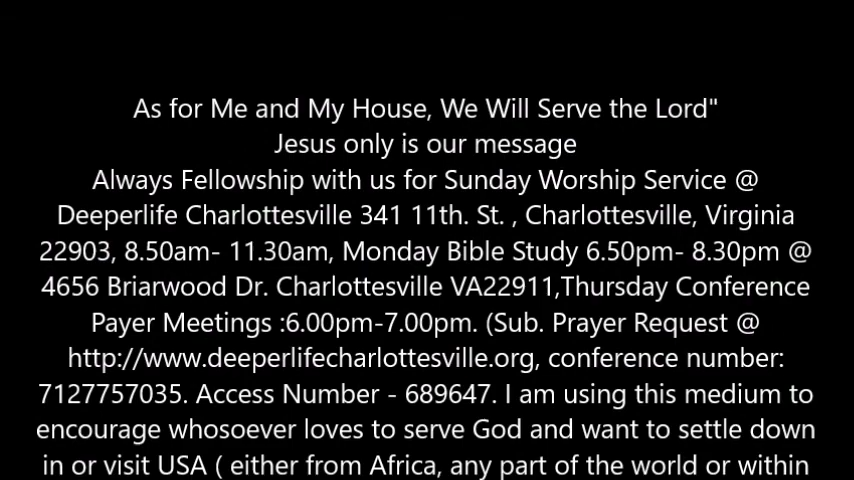 As for Me and My House, We Will Serve the Lord"
Jesus only is our message
Always Fellowship with us for Sunday Worship Service @
Deeperlife Charlottesville 341 11th. St. , Charlottesville, Virginia
22903, 8.50am- 11.30am, Monday Bible Study 6.50pm- 8.30pm @
4656 Briarwood Dr. Charlottesville VA22911,Thursday Conference
Payer Meetings :6.00pm-7.00pm. (Sub. Prayer Request @
http://www.deeperlifecharlottesville.org, conference number:
7127757035. Access Number - 689647. I am using this medium to
encourage whosoever loves to serve God and want to settle down
in or visit USA ( either from Africa, any part of the world or within